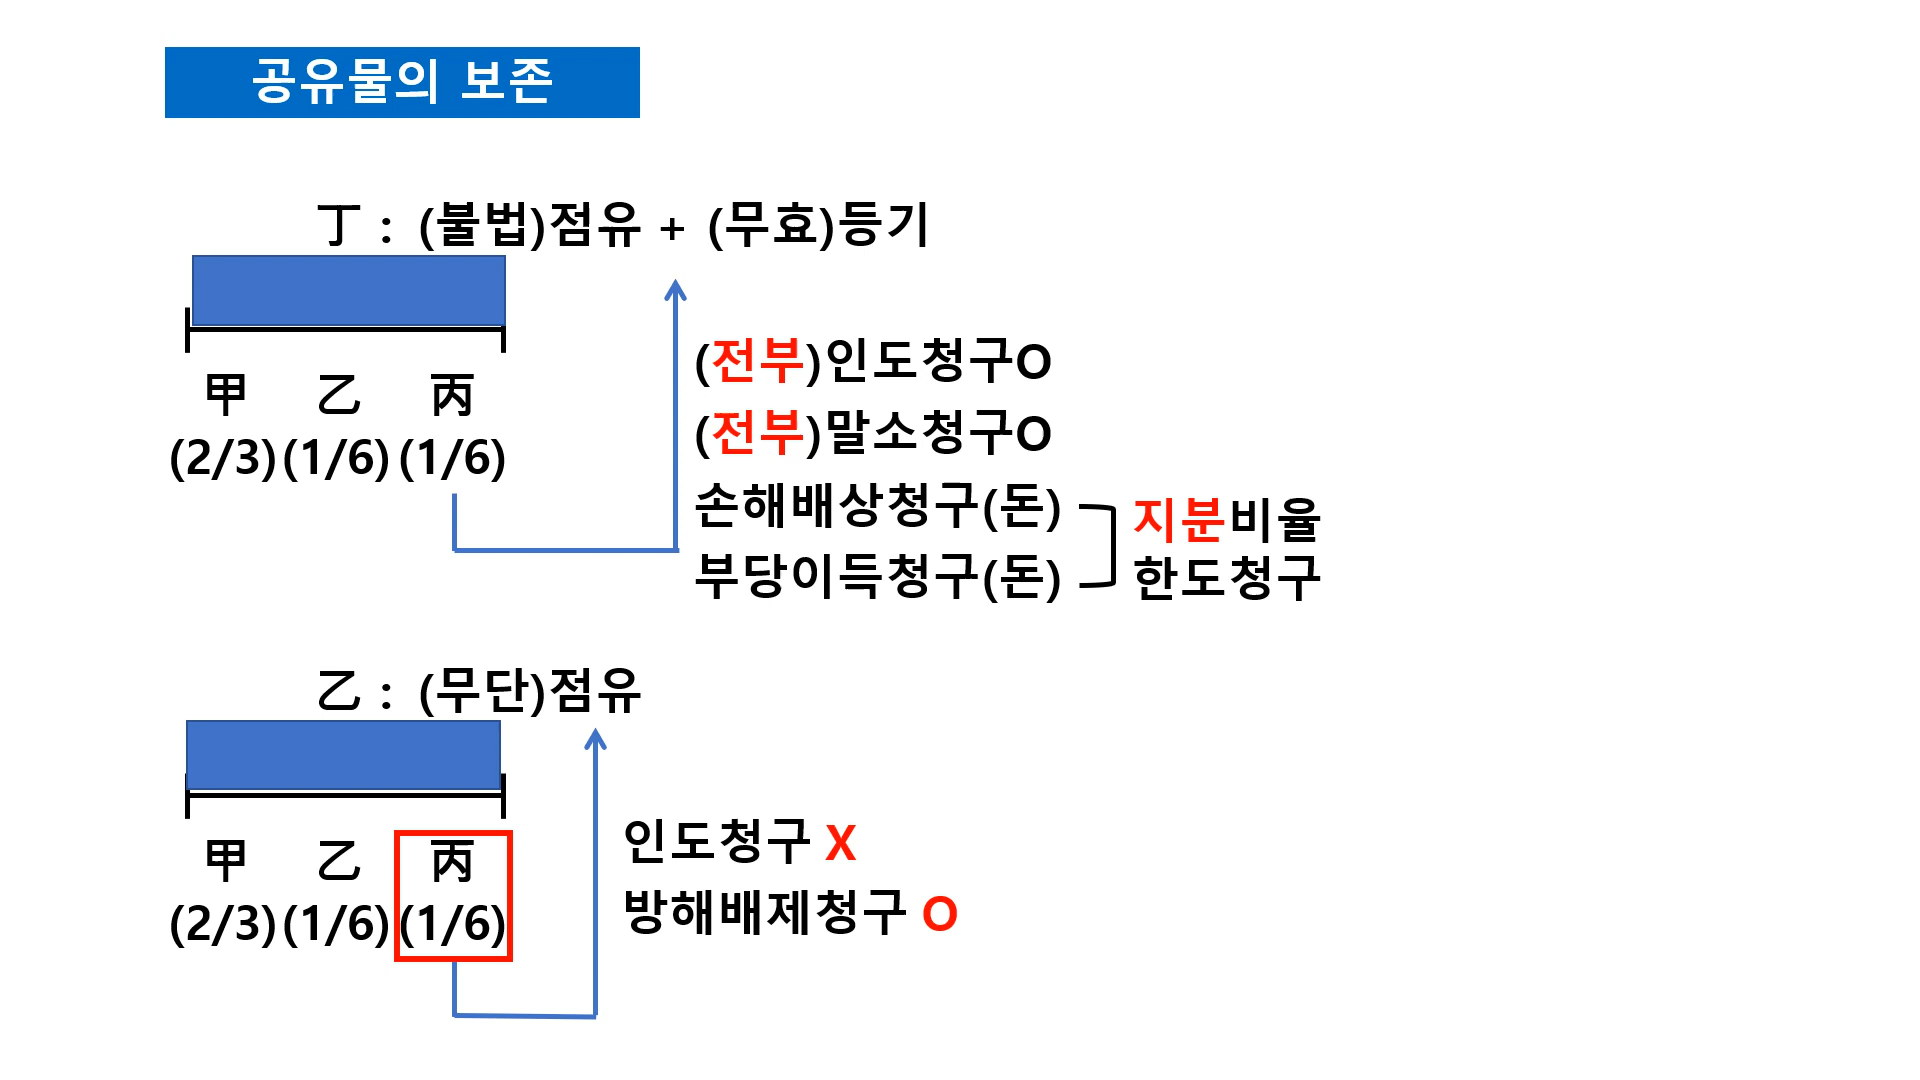 공유물의 보존
丁 : (불법)점유 + (무효)등기
甲 乙 丙
(2/3) (1/6) (1/6)
(전부)인도청구O
(전부)말소청구O
손해배상청구(돈)
부당이득청구(돈)
지분비율
한도청구
乙 : (무단)점유
甲 乙 丙
(2/3) (1/6) (1/6)
인도청구 X
방해배제청구 O